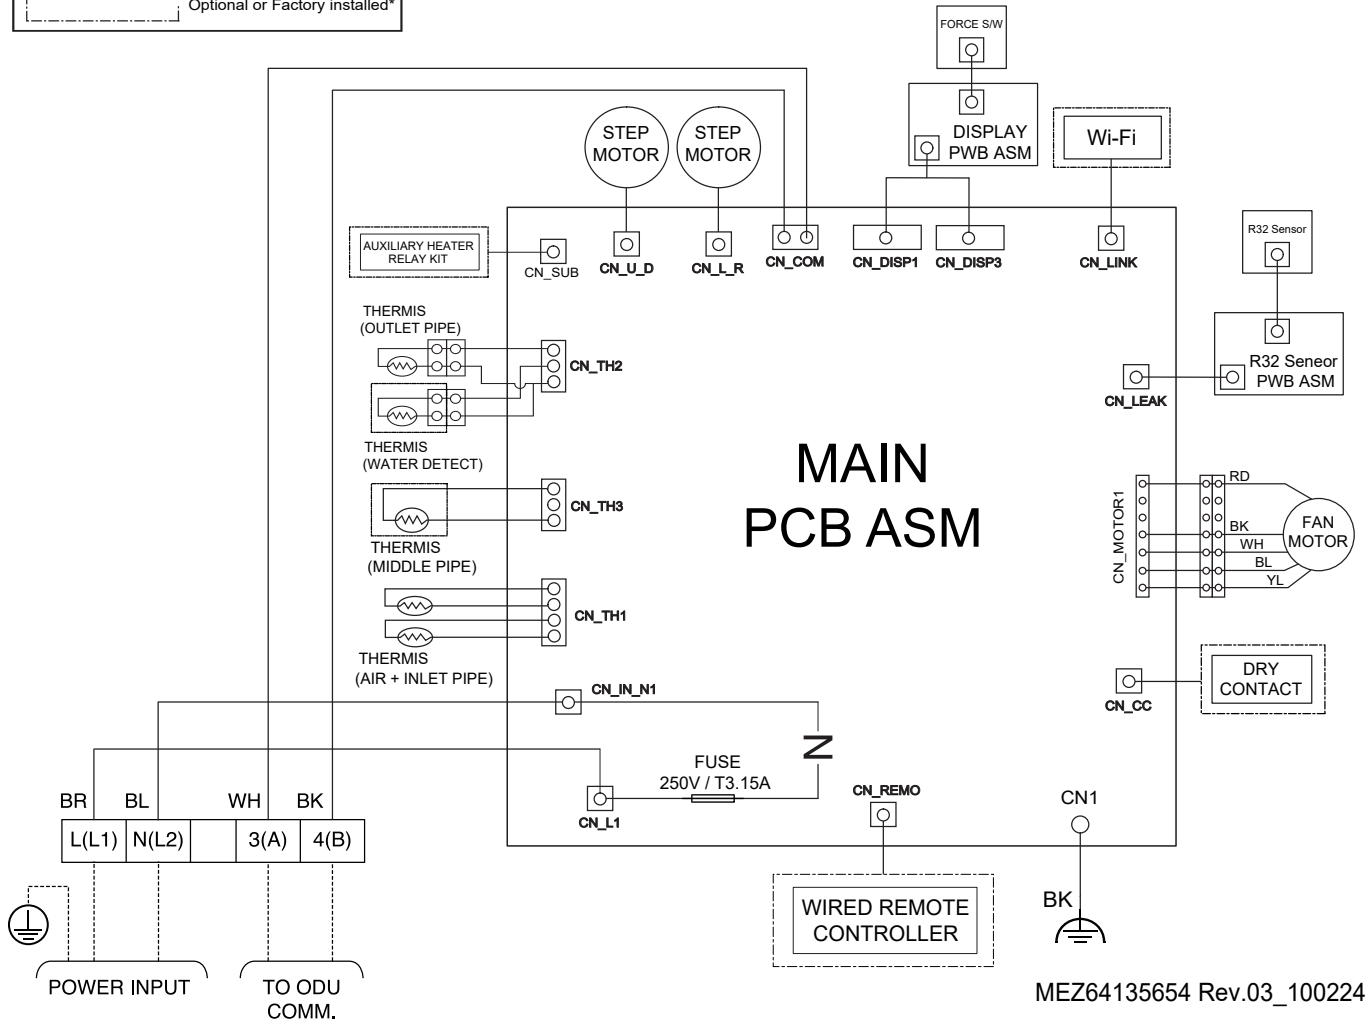 Optional or Factory installed*
FORCE S/W
DISPLAY
PWB ASM
STEP
MOTOR
STEP
MOTOR
Wi-Fi
R32 Sensor
AUXILIARY HEATER
RELAY KIT
CN_SUB
CN_U_D
CN_L_R
CN_COM
CN_DISP1
CN_DISP3
CN_LINK
THERMIS
(OUTLET PIPE)
CN_TH2
R32 Seneor
PWB ASM
CN_LEAK
THERMIS
(WATER DETECT)
MAIN
PCB ASM
CN_TH3
THERMIS
(MIDDLE PIPE)
CN_MOTOR1
RD
BK
WH
BL
YL
FAN
MOTOR
CN_TH1
THERMIS
(AIR + INLET PIPE)
CN_IN_N1
DRY
CONTACT
CN_CC
N
FUSE
250V / T3.15A
CN_L1
CN_REMO
CN1
BR
BL
WH
BK
L(L1)
N(L2)
3(A)
4(B)
WIRED REMOTE
CONTROLLER
BK
POWER INPUT
TO ODU
COMM.
MEZ64135654 Rev.03_100224